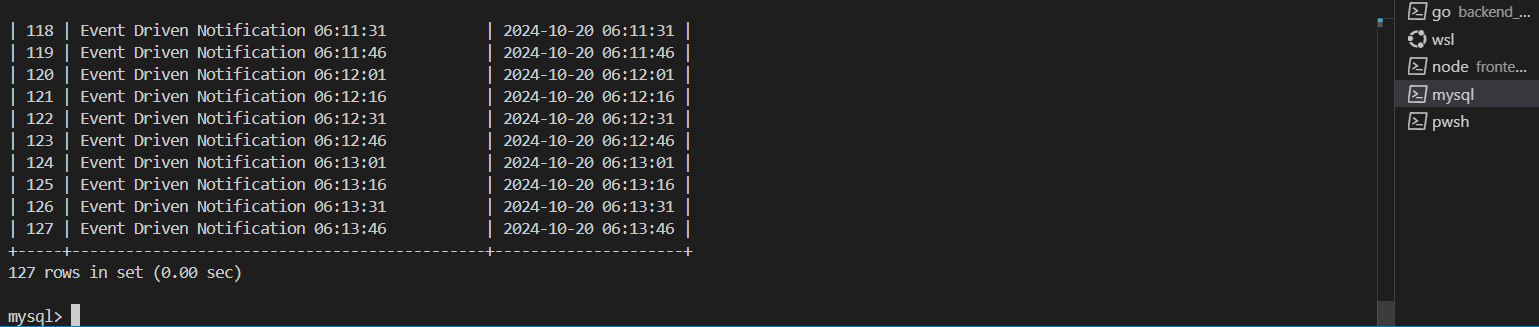 | 118 | Event Driven Notification 06:11:31           | 2024-10-20 06:11:31 |
| 119 | Event Driven Notification 06:11:46           | 2024-10-20 06:11:46 |
| 120 | Event Driven Notification 06:12:01           | 2024-10-20 06:12:01 |
| 121 | Event Driven Notification 06:12:16           | 2024-10-20 06:12:16 |
| 122 | Event Driven Notification 06:12:31           | 2024-10-20 06:12:31 |
| 123 | Event Driven Notification 06:12:46           | 2024-10-20 06:12:46 |
| 124 | Event Driven Notification 06:13:01           | 2024-10-20 06:13:01 |
| 125 | Event Driven Notification 06:13:16           | 2024-10-20 06:13:16 |
| 126 | Event Driven Notification 06:13:31           | 2024-10-20 06:13:31 |
| 127 | Event Driven Notification 06:13:46           | 2024-10-20 06:13:46 |
+-----+----------------------------------------------+---------------------+
127 rows in set (0.00 sec)
mysql>
go backend_...
wsl
node fronte...
mysql
pwsh